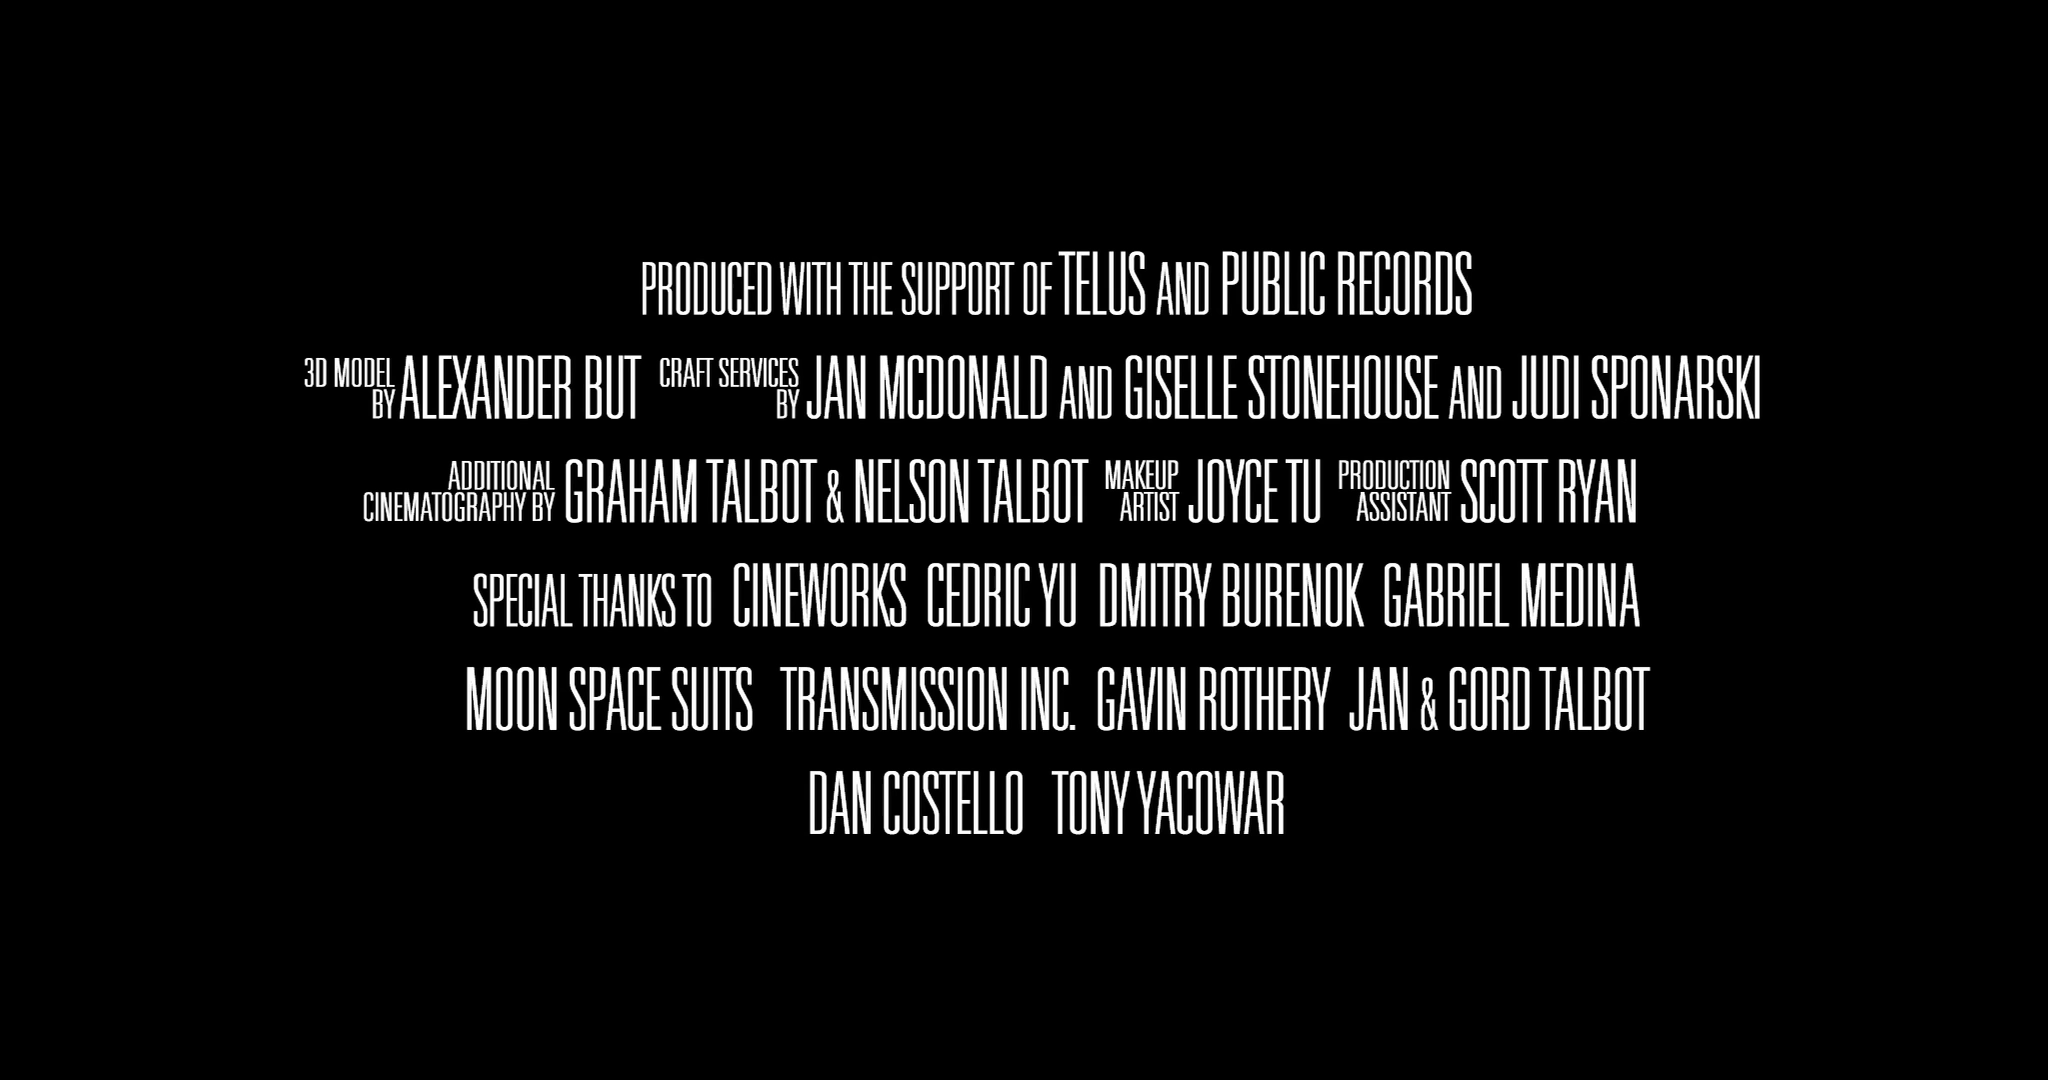 PRODUCED WITH THE SUPPORT OF TELUS AND PUBLIC RECORDS
3D MODEL BY ALEXANDER BUT CRAFT SERVICES BY JAN MCDONALD AND GISELLE STONEHOUSE AND JUDI SPONARSKI
ADDITIONAL CINEMATOGRAPHY BY GRAHAM TALBOT & NELSON TALBOT MAKEUP ARTIST JOYCE TU PRODUCTION ASSISTANT SCOTT RYAN
SPECIAL THANKS TO CINEWORKS CEDRIC YU DMITRY BURENOK GABRIEL MEDINA
MOON SPACE SUITS TRANSMISSION INC. GAVIN ROTHERY JAN & GORD TALBOT
DAN COSTELLO TONY YACOWAR